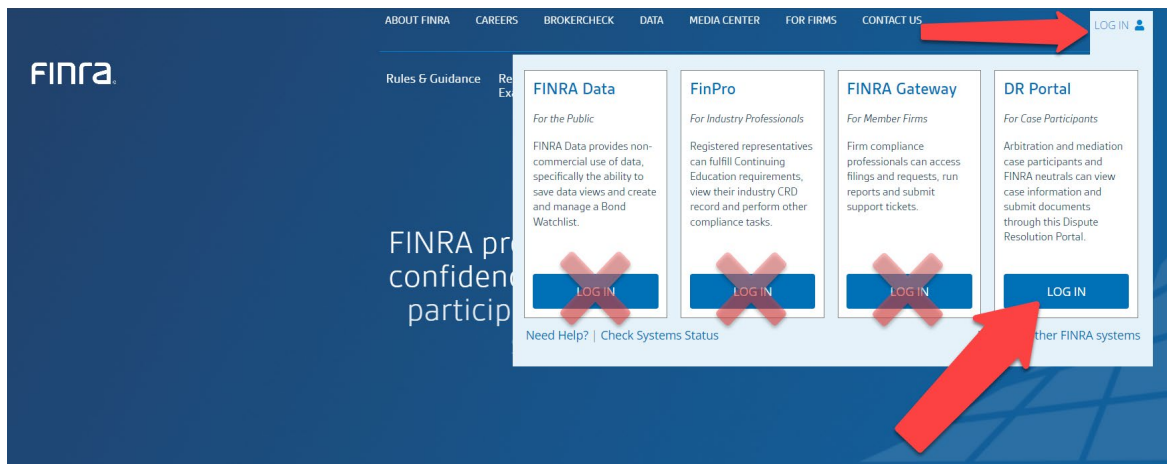 ABOUT FINRA CAREERS BROKERCHECK DATA MEDIA CENTER FOR FIRMS CONTACT US
LOG IN
FINRA
Rules & Guidance
FINRA Data
For the Public
FINRA Data provides non-
commercial use of data,
specifically the ability to
save data views and create
and manage a Bond
Watchlist.
LOG IN
FinPro
For Industry Professionals
Registered representatives
can fulfill Continuing
Education requirements,
view their industry CRD
record and perform other
compliance tasks.
LOG IN
FINRA Gateway
For Member Firms
Firm compliance
professionals can access
filings and requests, run
reports and submit
support tickets.
LOG IN
DR Portal
For Case Participants
Arbitration and mediation
case participants and
FINRA neutrals can view
case information and
submit documents
through this Dispute
Resolution Portal.
LOG IN
Need Help? | Check Systems Status
FINRA systems
FINRA